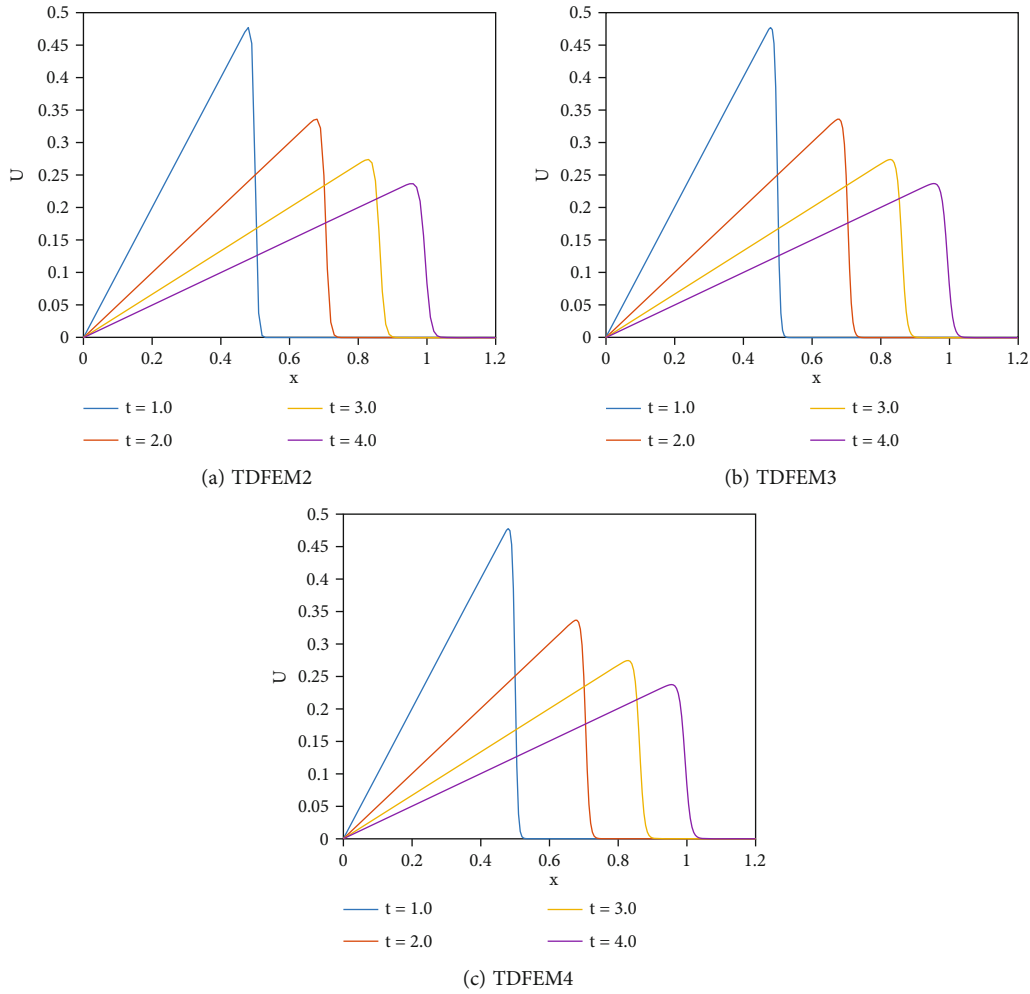 0.5
0.45
0.4
0.35
0.3
0.25
0.2
0.15
0.1
0.05
0
U
0 0.2 0.4 0.6 0.8 1 1.2
x
t = 1.0 t = 3.0
t = 2.0 t = 4.0
(a) TDFEM2
0.5
0.45
0.4
0.35
0.3
0.25
0.2
0.15
0.1
0.05
0
U
0 0.2 0.4 0.6 0.8 1 1.2
x
t = 1.0 t = 3.0
t = 2.0 t = 4.0
(b) TDFEM3
0.5
0.45
0.4
0.35
0.3
0.25
0.2
0.15
0.1
0.05
0
U
0 0.2 0.4 0.6 0.8 1 1.2
x
t = 1.0 t = 3.0
t = 2.0 t = 4.0
(c) TDFEM4